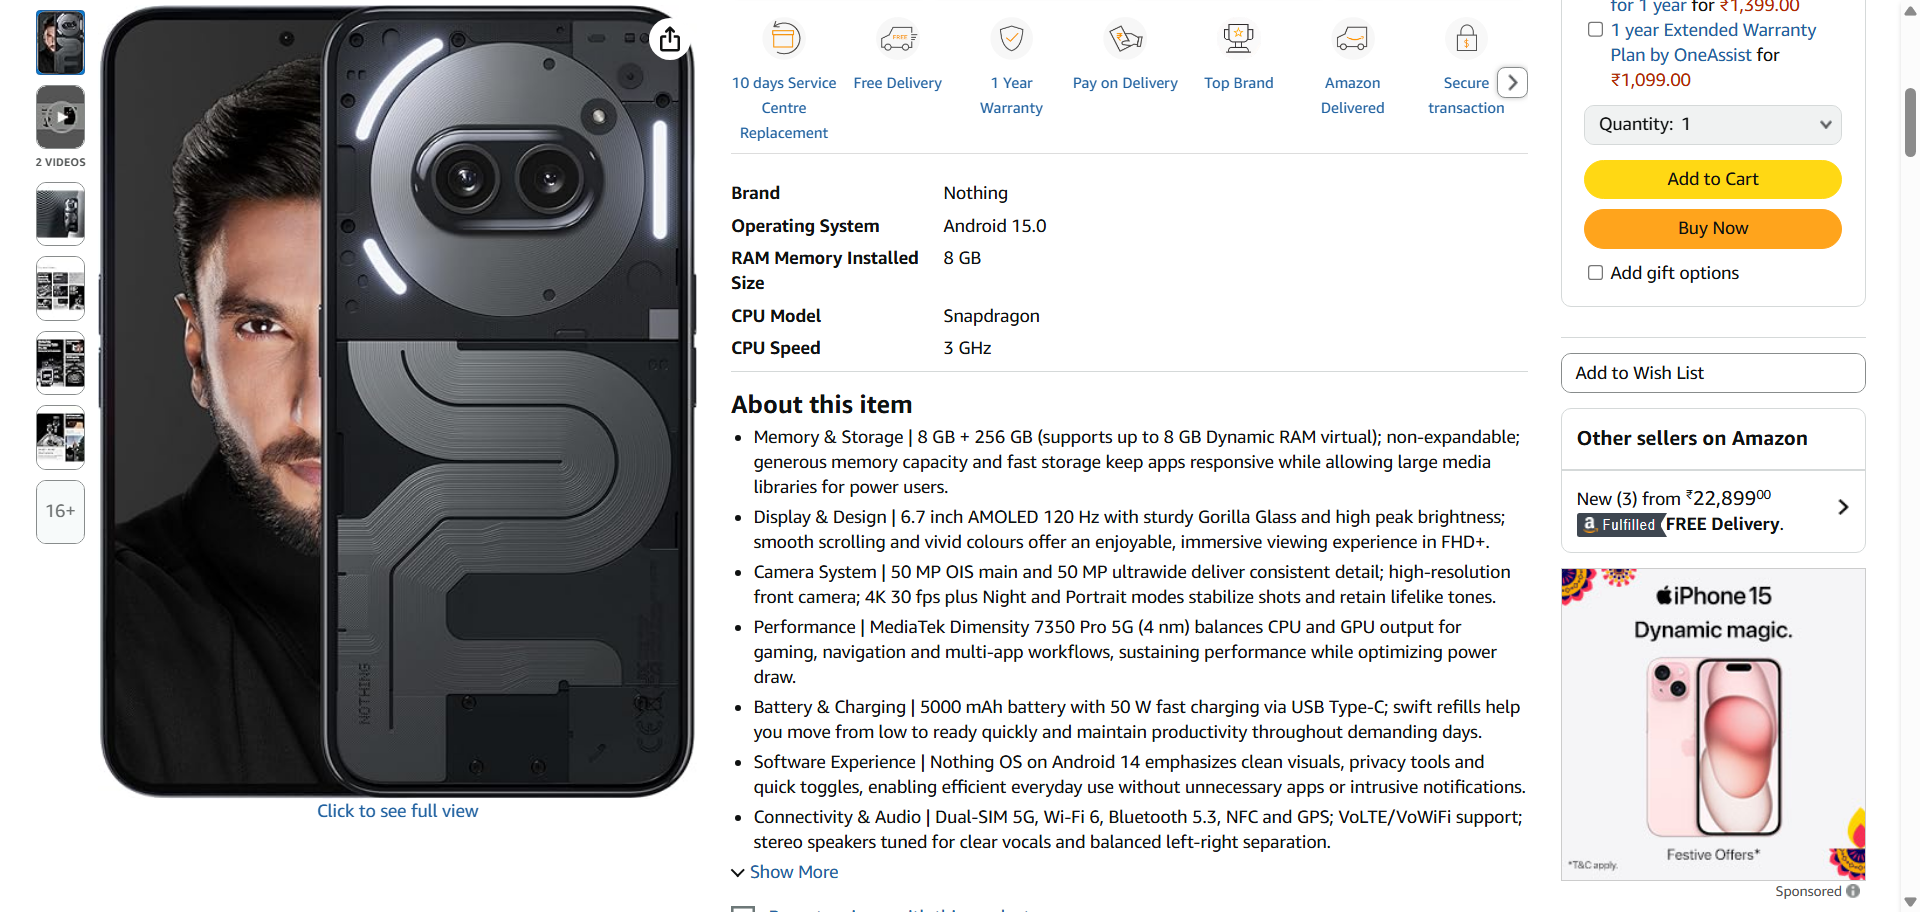 2 VIDEOS
16+
NOTHING
Click to see full view
FREE
10 days Service
Centre
Replacement
Free Delivery
1 Year
Warranty
Pay on Delivery
Top Brand
Amazon
Delivered
Secure
transaction
Brand Nothing
Operating System Android 15.0
RAM Memory Installed 8 GB
Size
CPU Model Snapdragon
CPU Speed 3 GHz
About this item
• Memory & Storage | 8 GB + 256 GB (supports up to 8 GB Dynamic RAM virtual); non-expandable;
generous memory capacity and fast storage keep apps responsive while allowing large media
libraries for power users.
• Display & Design | 6.7 inch AMOLED 120 Hz with sturdy Gorilla Glass and high peak brightness;
smooth scrolling and vivid colours offer an enjoyable, immersive viewing experience in FHD+.
• Camera System | 50 MP OIS main and 50 MP ultrawide deliver consistent detail; high-resolution
front camera; 4K 30 fps plus Night and Portrait modes stabilize shots and retain lifelike tones.
• Performance | MediaTek Dimensity 7350 Pro 5G (4 nm) balances CPU and GPU output for
gaming, navigation and multi-app workflows, sustaining performance while optimizing power
draw.
• Battery & Charging | 5000 mAh battery with 50 W fast charging via USB Type-C; swift refills help
you move from low to ready quickly and maintain productivity throughout demanding days.
• Software Experience | Nothing OS on Android 14 emphasizes clean visuals, privacy tools and
quick toggles, enabling efficient everyday use without unnecessary apps or intrusive notifications.
• Connectivity & Audio | Dual-SIM 5G, Wi-Fi 6, Bluetooth 5.3, NFC and GPS; VoLTE/VoWiFi support;
stereo speakers tuned for clear vocals and balanced left-right separation.
Show More
for 1 year for ₹1,399.00
1 year Extended Warranty
Plan by OneAssist for
₹1,099.00
Quantity: 1
Add to Cart
Buy Now
Add gift options
Add to Wish List
Other sellers on Amazon
New (3) from ₹22,89900
a Fulfilled FREE Delivery.
iPhone 15
Dynamic magic.
Festive Offers*
*T&C apply.
Sponsored